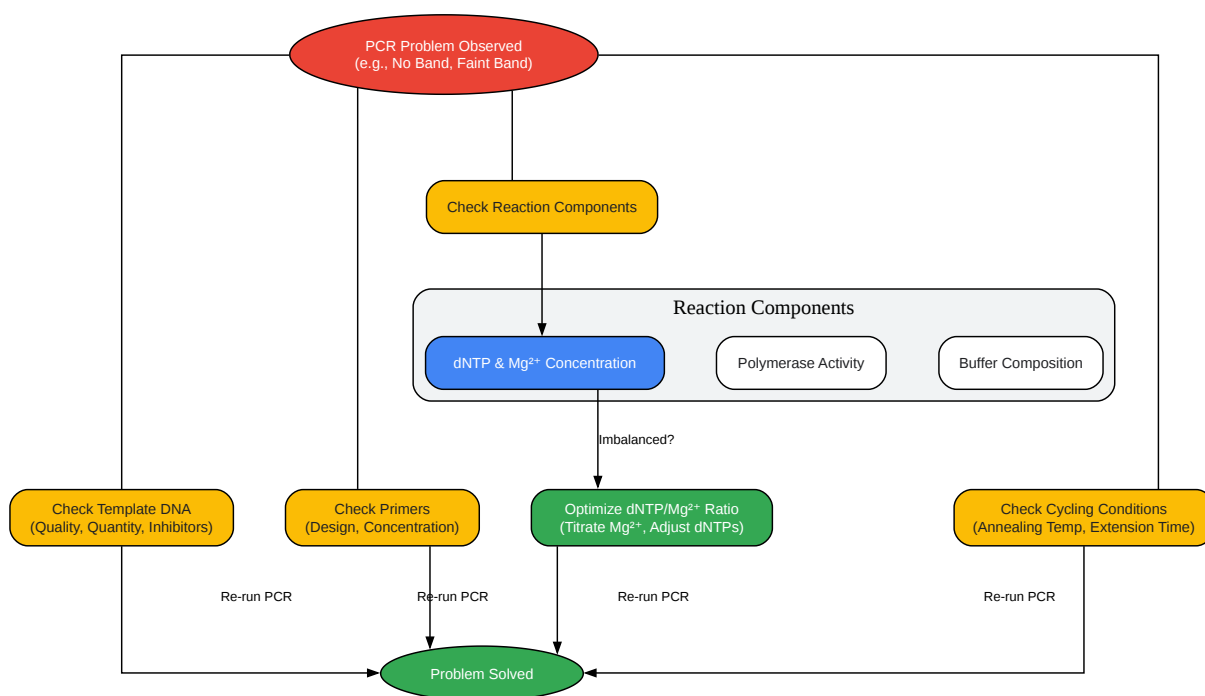 PCR Problem Observed
(e.g., No Band, Faint Band)
Check Reaction Components
Reaction Components
dNTP & Mg²⁺ Concentration
Polymerase Activity
Buffer Composition
Imbalanced?
Check Template DNA
(Quality, Quantity, Inhibitors)
Check Primers
(Design, Concentration)
Optimize dNTP/Mg²⁺ Ratio
(Titrate Mg²⁺, Adjust dNTPs)
Check Cycling Conditions
(Annealing Temp, Extension Time)
Re-run PCR
Re-run PCR
Re-run PCR
Re-run PCR
Problem Solved